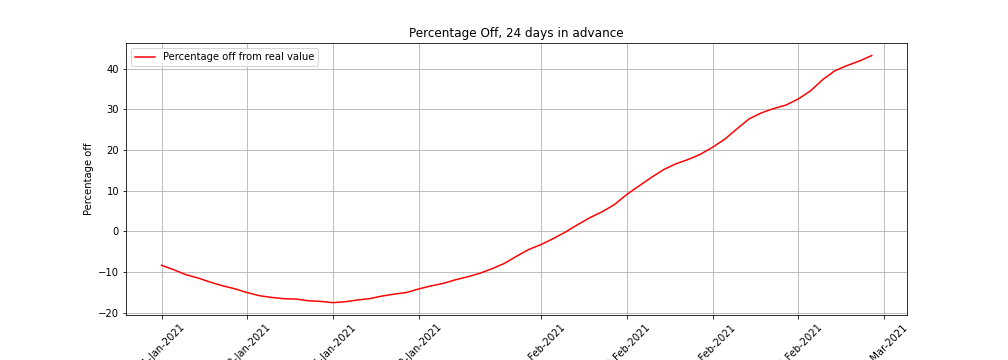 Percentage Off, 24 days in advance
Percentage off from real value
Percentage off
40
30
20
10
0
−10
−20
-Jan-2021
-Jan-2021
-Jan-2021
-Jan-2021
Feb-2021
-Feb-2021
-Feb-2021
-Feb-2021
Mar-2021